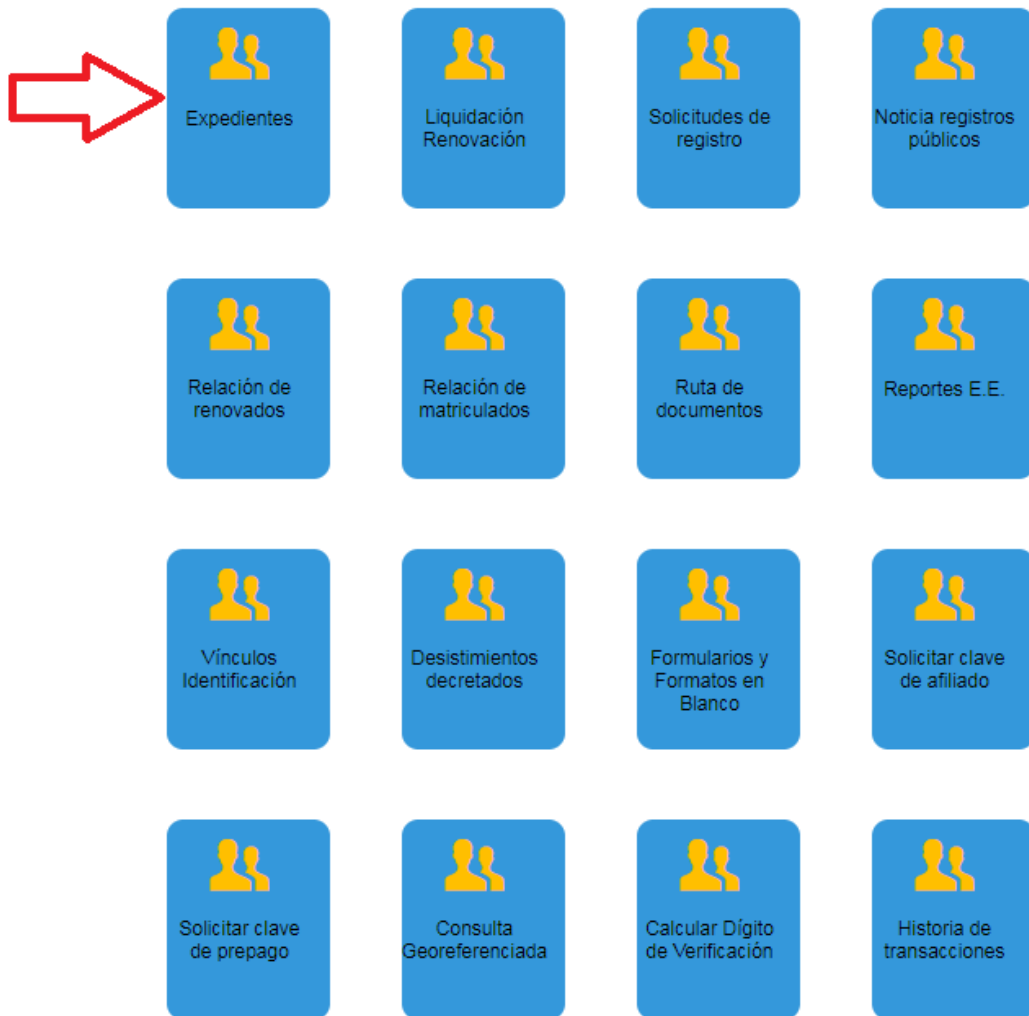 Expedientes
Liquidación
Renovación
Solicitudes de
registro
Noticia registros
públicos
Relación de
renovados
Relación de
matriculados
Ruta de
documentos
Reportes E.E.
Vínculos
Identificación
Desistimientos
decretados
Formularios y
Formatos en
Blanco
Solicitar clave
de afiliado
Solicitar clave
de prepago
Consulta
Georeferenciada
Calcular Dígito
de Verificación
Historia de
transacciones